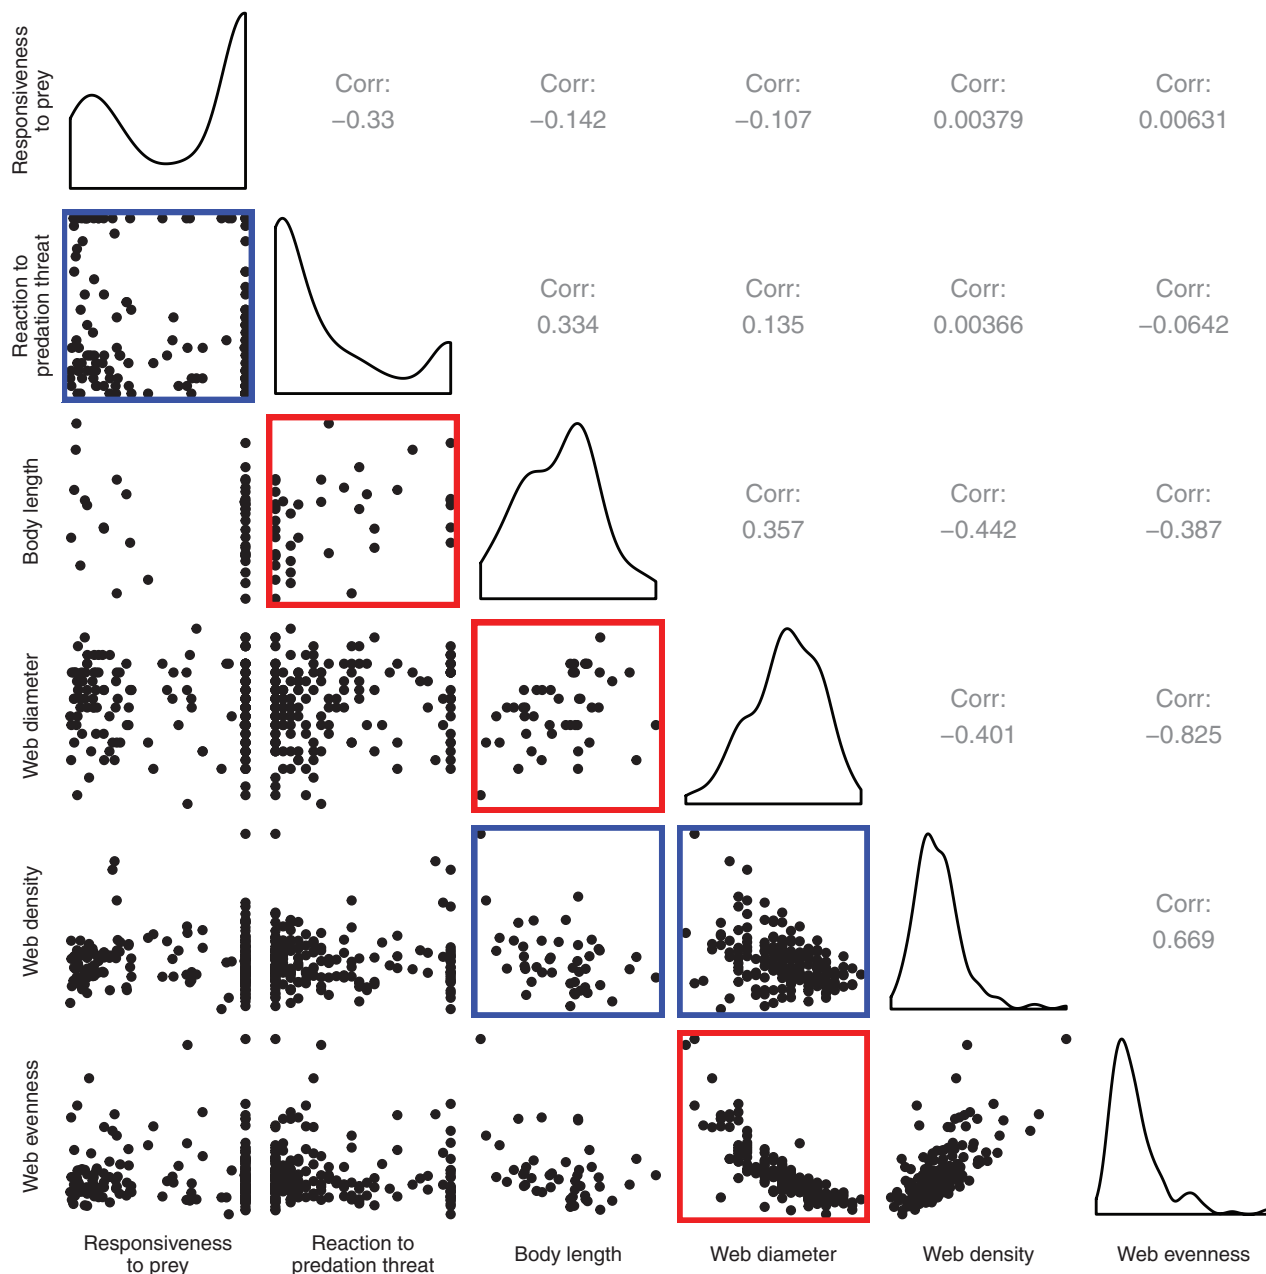 Responsiveness
to prey
Corr:
−0.33
Corr:
−0.142
Corr:
−0.107
Corr:
0.00379
Corr:
0.00631
Reaction to
predation threat
Corr:
0.334
Corr:
0.135
Corr:
0.00366
Corr:
−0.0642
Body length
Corr:
0.357
Corr:
−0.442
Corr:
−0.387
Web diameter
Corr:
−0.401
Corr:
−0.825
Web density
Corr:
0.669
Web evenness
Responsiveness
to prey
Reaction to
predation threat
Body length
Web diameter
Web density
Web evenness